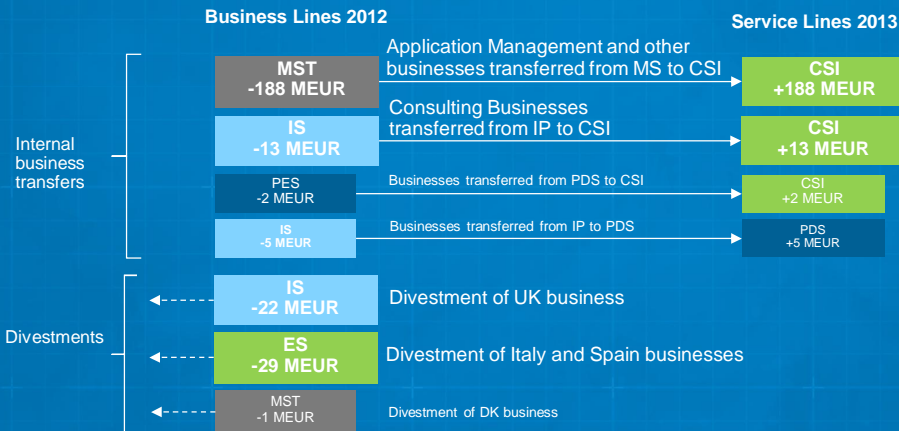 Business Lines 2012
Service Lines 2013
Internal
business
transfers
MST
-188 MEUR
Application Management and other
businesses transferred from MS to CSI
CSI
+188 MEUR
IS
-13 MEUR
Consulting Businesses
transferred from IP to CSI
CSI
+13 MEUR
PES
-2 MEUR
Businesses transferred from PDS to CSI
CSI
+2 MEUR
IS
-5 MEUR
Businesses transferred from IP to PDS
PDS
+5 MEUR
Divestments
IS
-22 MEUR
Divestment of UK business
ES
-29 MEUR
Divestment of Italy and Spain businesses
MST
-1 MEUR
Divestment of DK business